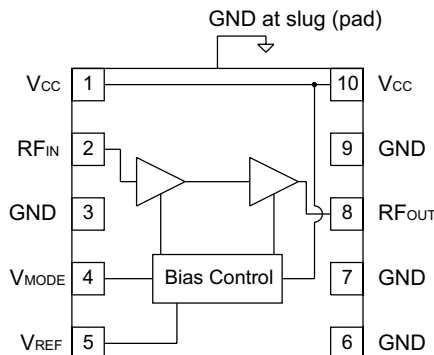 GND at slug (pad)
VCC 1 10 VCC
RFIN 2 9 GND
GND 3 8 RFOUT
VMODE 4 Bias Control 7 GND
VREF 5 6 GND